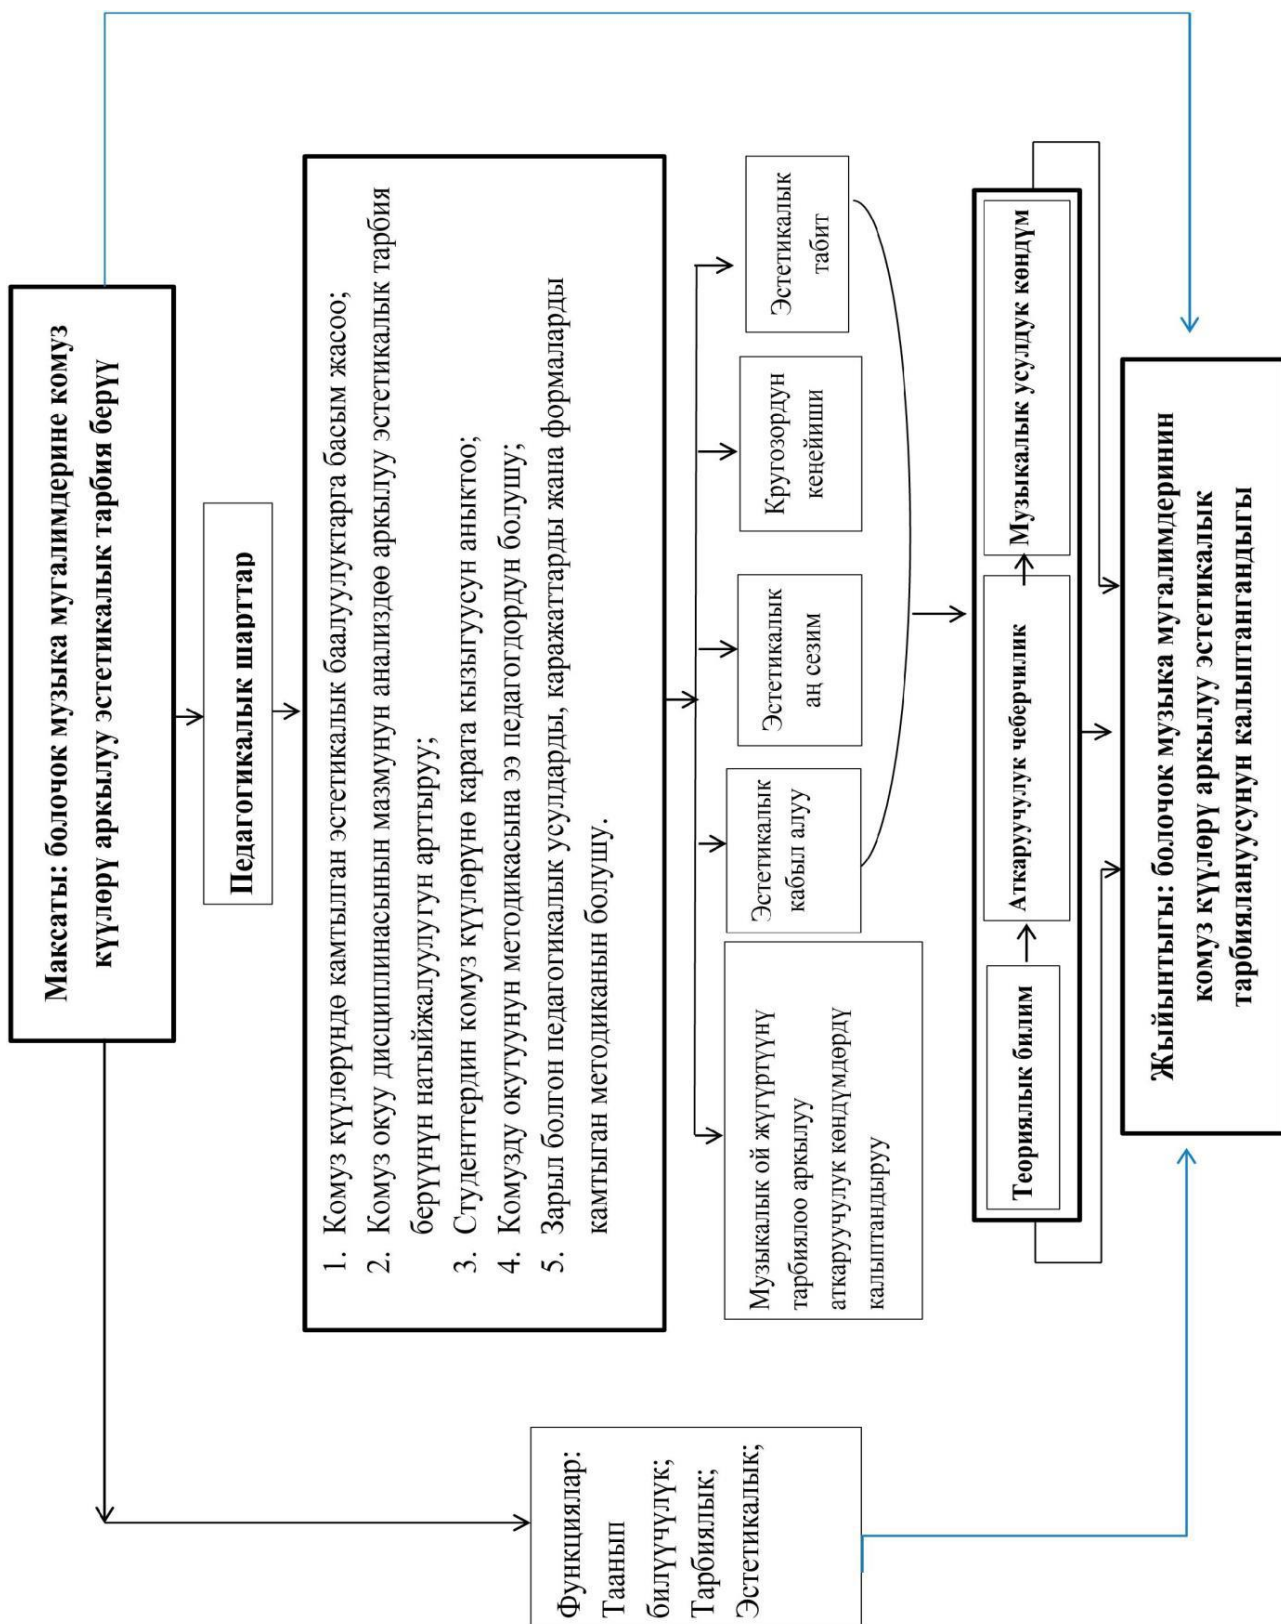 Максаты: болочок музыка мугалимдерине комуз
күүлөрү аркылуу эстетикалык тарбия берүү
Педагогикалык шарттар
1. Комуз күүлөрүндө камтылган эстетикалык баалуулуктарга басым жасоо;
2. Комуз окуу дисциплинасынын мазмунун анализдөө аркылуу эстетикалык тарбия
берүүнүн натыйжалуулугун арттыруу;
3. Студенттердин комуз күүлөрүнө карата кызыгуусун аныктоо;
4. Комузду окутуунун методикасына ээ педагогдордун болушу;
5. Зарыл болгон педагогикалык усулдарды, каражаттарды жана формаларды
камтыган методиканын болушу.
Функциялар:
Таанып
билүүчүлүк;
Тарбиялык;
Эстетикалык;
Музыкалык ой жүгүртүүнү
тарбиялоо аркылуу
аткаруучулук көндүмдөрдү
калыптандыруу
Эстетикалык
кабыл алуу
Эстетикалык
аң сезим
Кругозордун
кеңейиши
Эстетикалык
табит
Теориялык билим
Аткаруучулук чеберчилик
Музыкалык усулдук көндүм
Жыйынтыгы: болочок музыка мугалимдеринин
комуз күүлөрү аркылуу эстетикалык
тарбиялануусунун калыптангандыгы